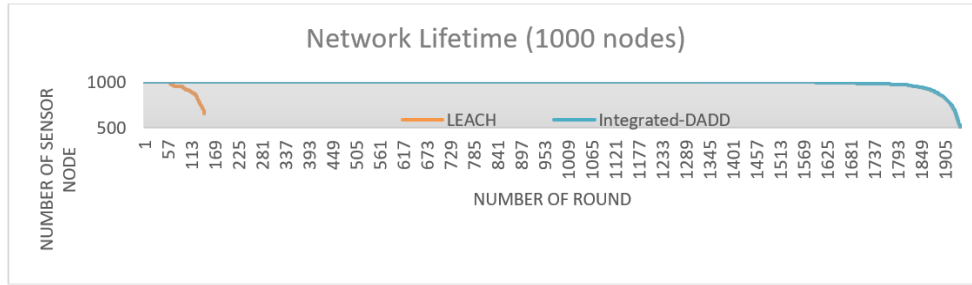 Network Lifetime (1000 nodes)
NUMBER OF SENSOR
NODE
1000
500
LEACH
Integrated-DADD
1 57 113 169 225 281 337 393 449 505 561 617 673 729 785 841 897 953 1009 1065 1121 1177 1233 1289 1345 1401 1457 1513 1569 1625 1681 1737 1793 1849 1905
NUMBER OF ROUND